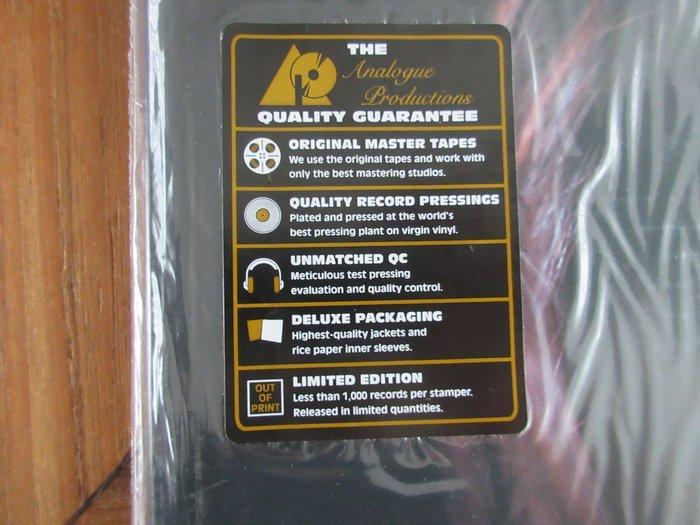 THE
Analogue
Productions
QUALITY GUARANTEE
ORIGINAL MASTER TAPES
We use the original tapes and work with
only the best mastering studios.
QUALITY RECORD PRESSINGS
Plated and pressed at the world's
best pressing plant on virgin vinyl.
UNMATCHED QC
Meticulous test pressing
evaluation and quality control.
DELUXE PACKAGING
Highest-quality jackets and
rice paper inner sleeves.
OUT
OF
PRINT
LIMITED EDITION
Less than 1,000 records per stamper.
Released in limited quantities.